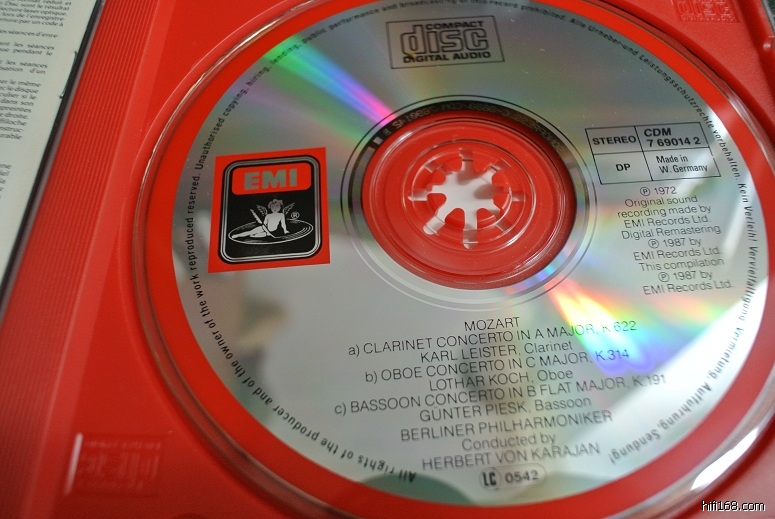 COMPACT
disc
DIGITAL AUDIO
Unauthorised copying, hiring, lending, public performance and broadcasting of this record prohibited. Alle Urheber-und Leistungsschutzrechte vorbehalten. Kein Verleih! Vervielfältigung, Vermietung, Aufführung, Sendung!
All rights of the producer and of the owner of the work reproduced reserved.
EMI
®
STEREO
CDM
7 69014 2
DP
Made in
W. Germany
℗ 1972
Original sound
recording made by
EMI Records Ltd.
Digital Remastering
℗ 1987 by
EMI Records Ltd.
This compilation
℗ 1987 by
EMI Records Ltd.
MOZART
a) CLARINET CONCERTO IN A MAJOR, K 622
KARL LEISTER, Clarinet
b) OBOE CONCERTO IN C MAJOR, K.314
LOTHAR KOCH, Oboe
c) BASSOON CONCERTO IN B FLAT MAJOR, K.191
GÜNTER PIESK, Bassoon
BERLINER PHILHARMONIKER
Conducted by
HERBERT VON KARAJAN
LC 0542
hifi168.com